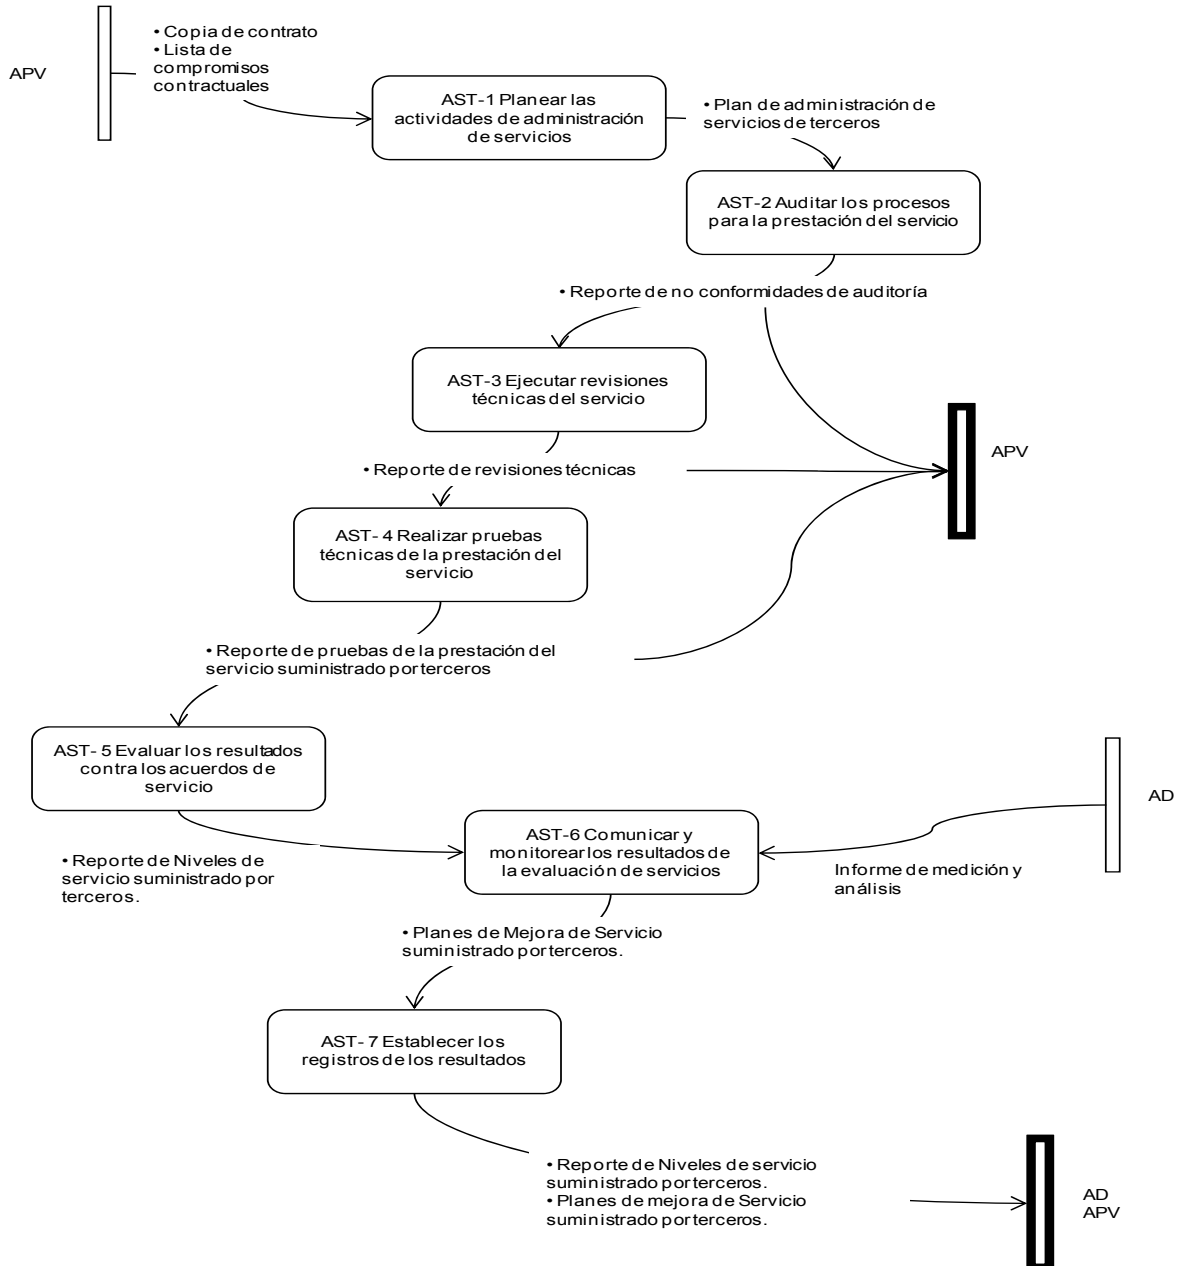 • Copia de contrato
• Lista de
compromisos
contractuales
APV
AST-1 Planear las
actividades de administración
de servicios
• Plan de administración de
servicios de terceros
AST-2 Auditar los procesos
para la prestación del servicio
• Reporte de no conformidades de auditoría
AST-3 Ejecutar revisiones
técnicas del servicio
APV
• Reporte de revisiones técnicas
AST- 4 Realizar pruebas
técnicas de la prestación del
servicio
• Reporte de pruebas de la prestación del
servicio suministrado por terceros
AST- 5 Evaluar los resultados
contra los acuerdos de
servicio
AD
AST-6 Comunicar y
monitorear los resultados de
la evaluación de servicios
• Reporte de Niveles de
servicio suministrado por
terceros.
Informe de medición y
análisis
• Planes de Mejora de Servicio
suministrado por terceros.
AST- 7 Establecer los
registros de los resultados
• Reporte de Niveles de servicio
suministrado por terceros.
• Planes de mejora de Servicio
suministrado por terceros.
AD
APV